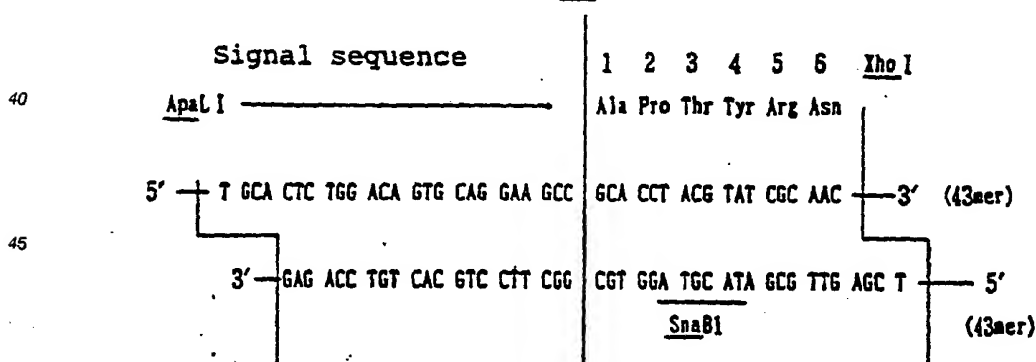 Signal sequence
1 2 3 4 5 6 Xho I
40
ApaL I
Ala Pro Thr Tyr Arg Asn
5' T GCA CTC TGG ACA GTG CAG GAA GCC GCA CCT ACG TAT CGC AAC 3' (43mer)
45
3' GAG ACC TGT CAC GTC CTT CGG CGT GGA TGC ATA GCG TTG AGC T 5'
SnaB1
(43mer)